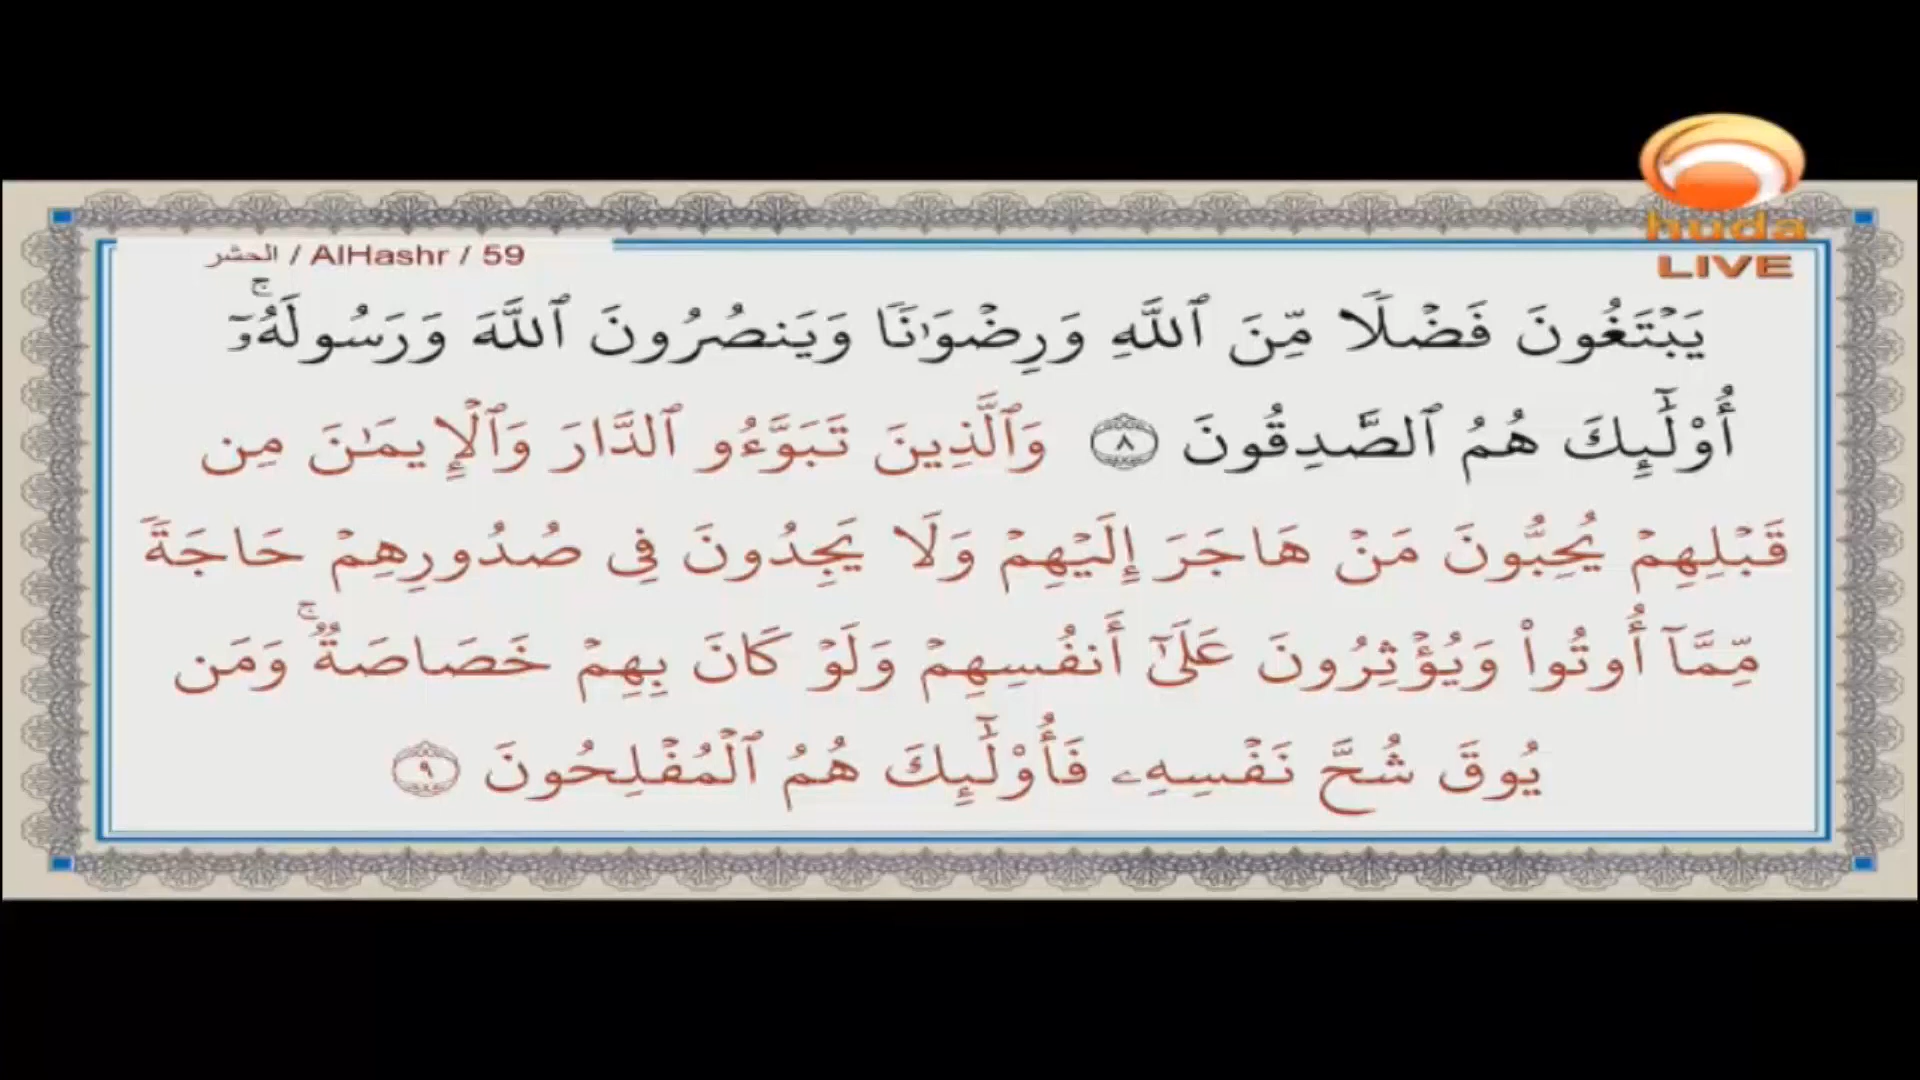 huda
LIVE
الحشر / AlHashr / 59
يَبْتَغُونَ فَضْلًا مِّنَ ٱللَّهِ وَرِضْوَٰنًا وَيَنصُرُونَ ٱللَّهَ وَرَسُولَهُۥٓ ۚ
أُو۟لَٰٓئِكَ هُمُ ٱلصَّٰدِقُونَ ٨ وَٱلَّذِينَ تَبَوَّءُو ٱلدَّارَ وَٱلْإِيمَٰنَ مِن
قَبْلِهِمْ يُحِبُّونَ مَنْ هَاجَرَ إِلَيْهِمْ وَلَا يَجِدُونَ فِى صُدُورِهِمْ حَاجَةً
مِّمَّآ أُوتُوا۟ وَيُؤْثِرُونَ عَلَىٰٓ أَنفُسِهِمْ وَلَوْ كَانَ بِهِمْ خَصَاصَةٌ ۚ وَمَن
يُوقَ شُحَّ نَفْسِهِۦ فَأُو۟لَٰٓئِكَ هُمُ ٱلْمُفْلِحُونَ ٩